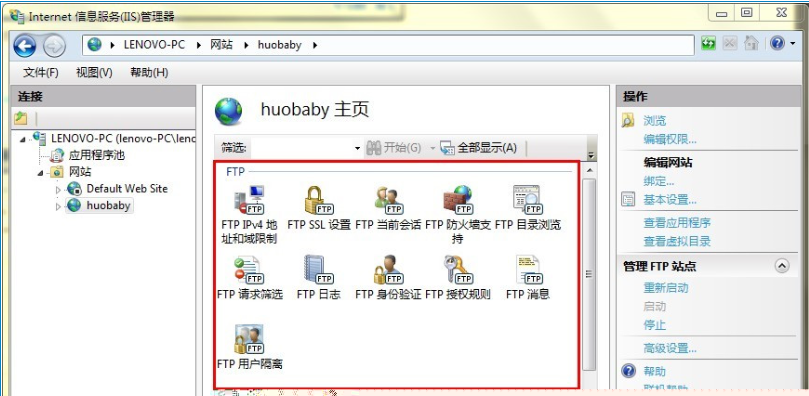 Internet 信息服务(IIS)管理器
LENOVO-PC 网站 huobaby
文件(F) 视图(V) 帮助(H)
连接
LENOVO-PC (lenovo-PC\lenc
应用程序池
网站
Default Web Site
huobaby
huobaby 主页
筛选: 开始(G) 全部显示(A)
FTP
FTP IPv4 地址和域限制
FTP SSL 设置
FTP 当前会话
FTP 防火墙支持
FTP 目录浏览
FTP 请求筛选
FTP 日志
FTP 身份验证
FTP 授权规则
FTP 消息
FTP 用户隔离
操作
浏览
编辑权限...
编辑网站
绑定...
基本设置...
查看应用程序
查看虚拟目录
管理 FTP 站点
重新启动
启动
停止
高级设置...
帮助